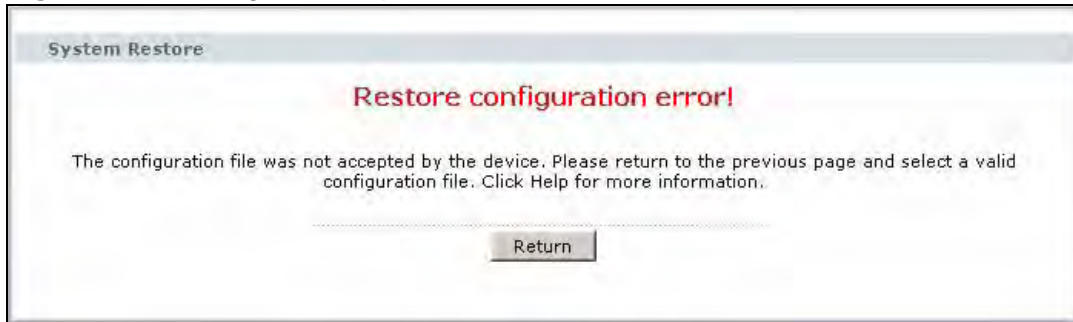 System Restore
Restore configuration error!
The configuration file was not accepted by the device. Please return to the previous page and select a valid
configuration file. Click Help for more information.
Return